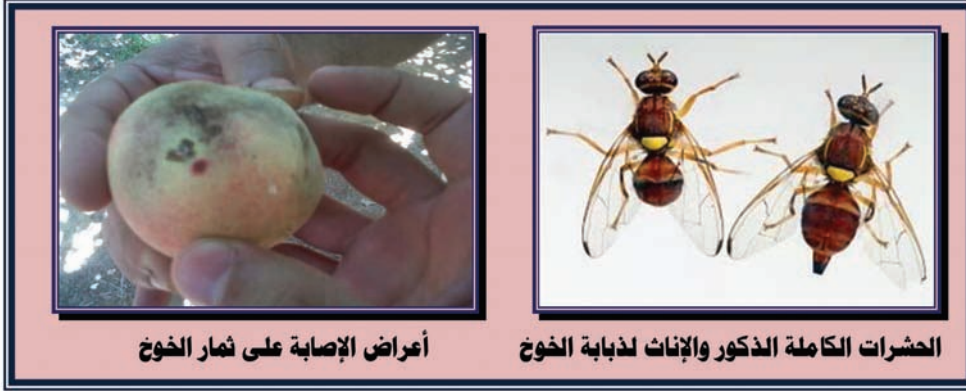 الحشرات الكاملة الذكور والإناث لذبابة الخوخ
أعراض الإصابة على ثمار الخوخ